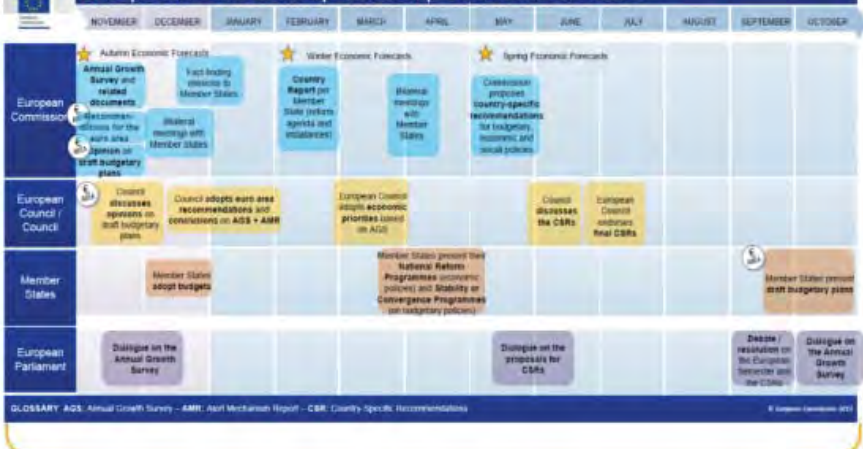 NOVEMBER DECEMBER JANUARY FEBRUARY MARCH APRIL MAY JUNE JULY AUGUST SEPTEMBER OCTOBER
European
Commission
Autumn Economic Forecasts
Annual Growth
Survey and
related
documents
euro area
opinion on
draft budgetary
plans
Fact-finding
missions to
Member States
Bilateral
meetings with
Member States
Winter Economic Forecasts
Country
Report per
Member
State (reform
agenda and
imbalances)
Bilateral
meetings
with
Member
States
Spring Economic Forecasts
Commission
proposes
country-specific
recommendations
for budgetary,
economic and
social policies
European
Council /
Council
Council
discusses
opinions on
draft budgetary
plans
Council adopts euro area
recommendations and
conclusions on AGS + AMR
European Council
adopts economic
priorities based
on AGS
Council
discusses
the CSRs
European
Council
endorses
final CSRs
Member
States
Member States
adopt budgets
Member States present their
National Reform
Programmes (economic
policies) and Stability or
Convergence Programmes
(on budgetary policies)
Member States present
draft budgetary plans
European
Parliament
Dialogue on the
Annual Growth
Survey
Dialogue on the
proposals for
CSRs
Debate /
resolution on
the European
Semester and
the CSRs
Dialogue on
the Annual
Growth
Survey
GLOSSARY AGS: Annual Growth Survey – AMR: Alert Mechanism Report – CSR: Country-Specific Recommendations